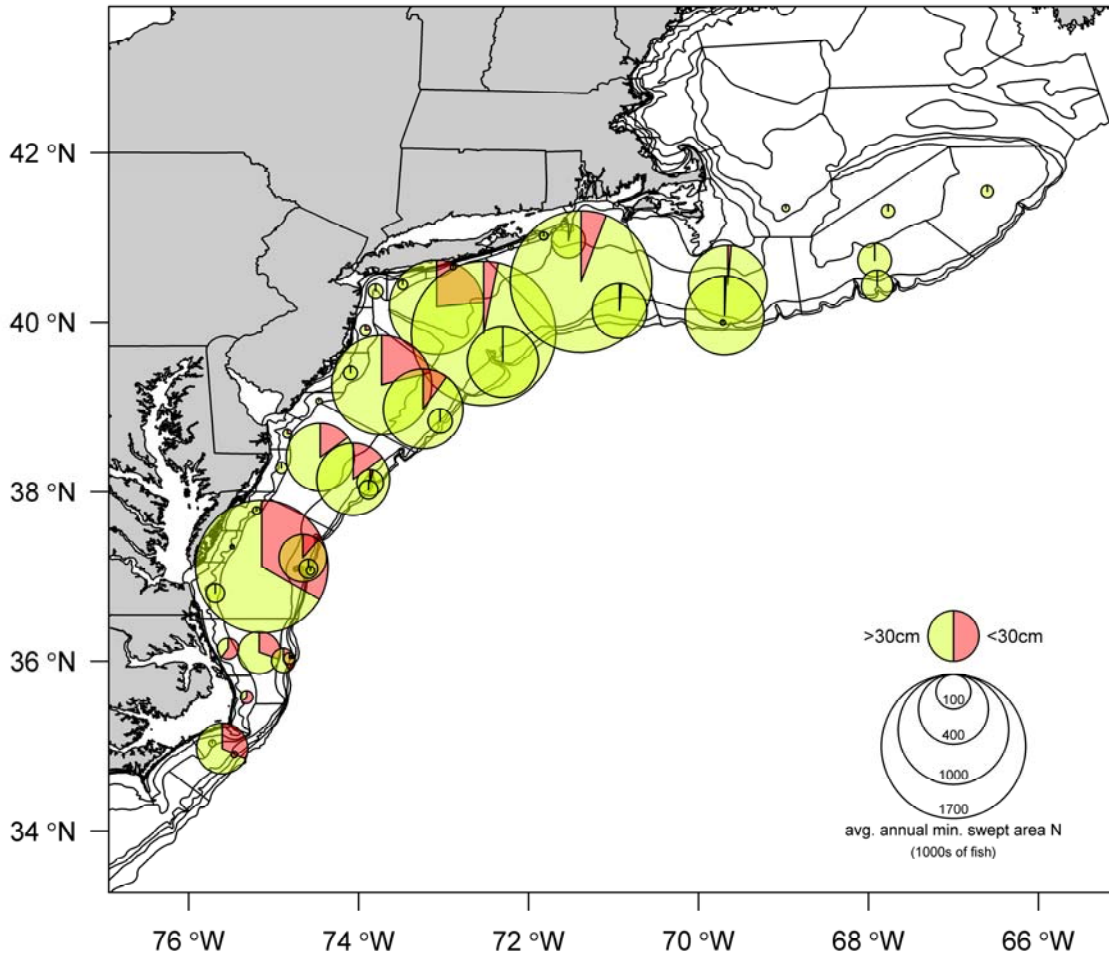 42 °N
40 °N
38 °N
36 °N
34 °N
>30cm <30cm
100
400
1000
1700
avg. annual min. swept area N
(1000s of fish)
76 °W 74 °W 72 °W 70 °W 68 °W 66 °W